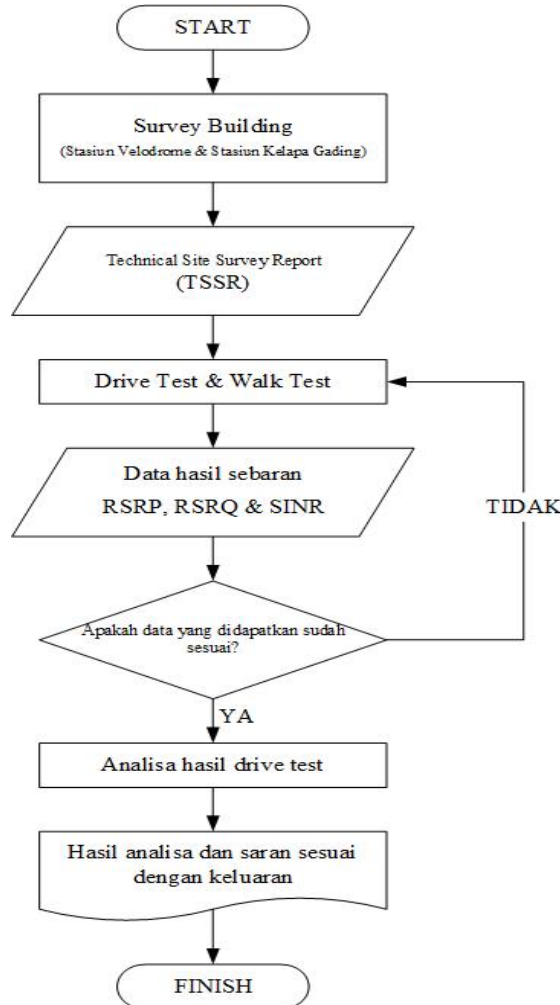 START
Survey Building
(Stasiun Velodrome & Stasiun Kelapa Gading)
Technical Site Survey Report
(TSSR)
Drive Test & Walk Test
Data hasil sebaran
RSRP, RSRQ & SINR
TIDAK
Apakah data yang didapatkan sudah
sesuai?
YA
Analisa hasil drive test
Hasil analisa dan saran sesuai
dengan keluaran
FINISH